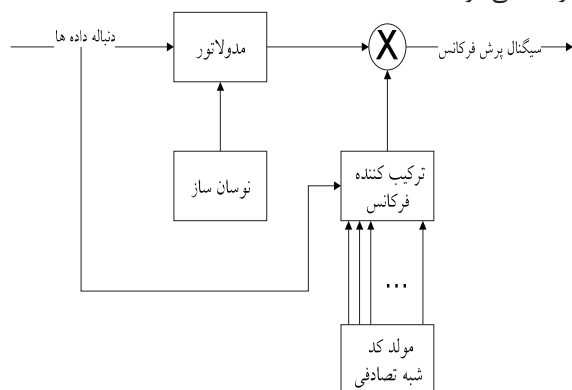 دنباله داده ها
مدولاتور
X
سیگنال پرش فرکانس
نوسان ساز
ترکیب کننده
فرکانس
...
مولد کد
شبه تصادفی